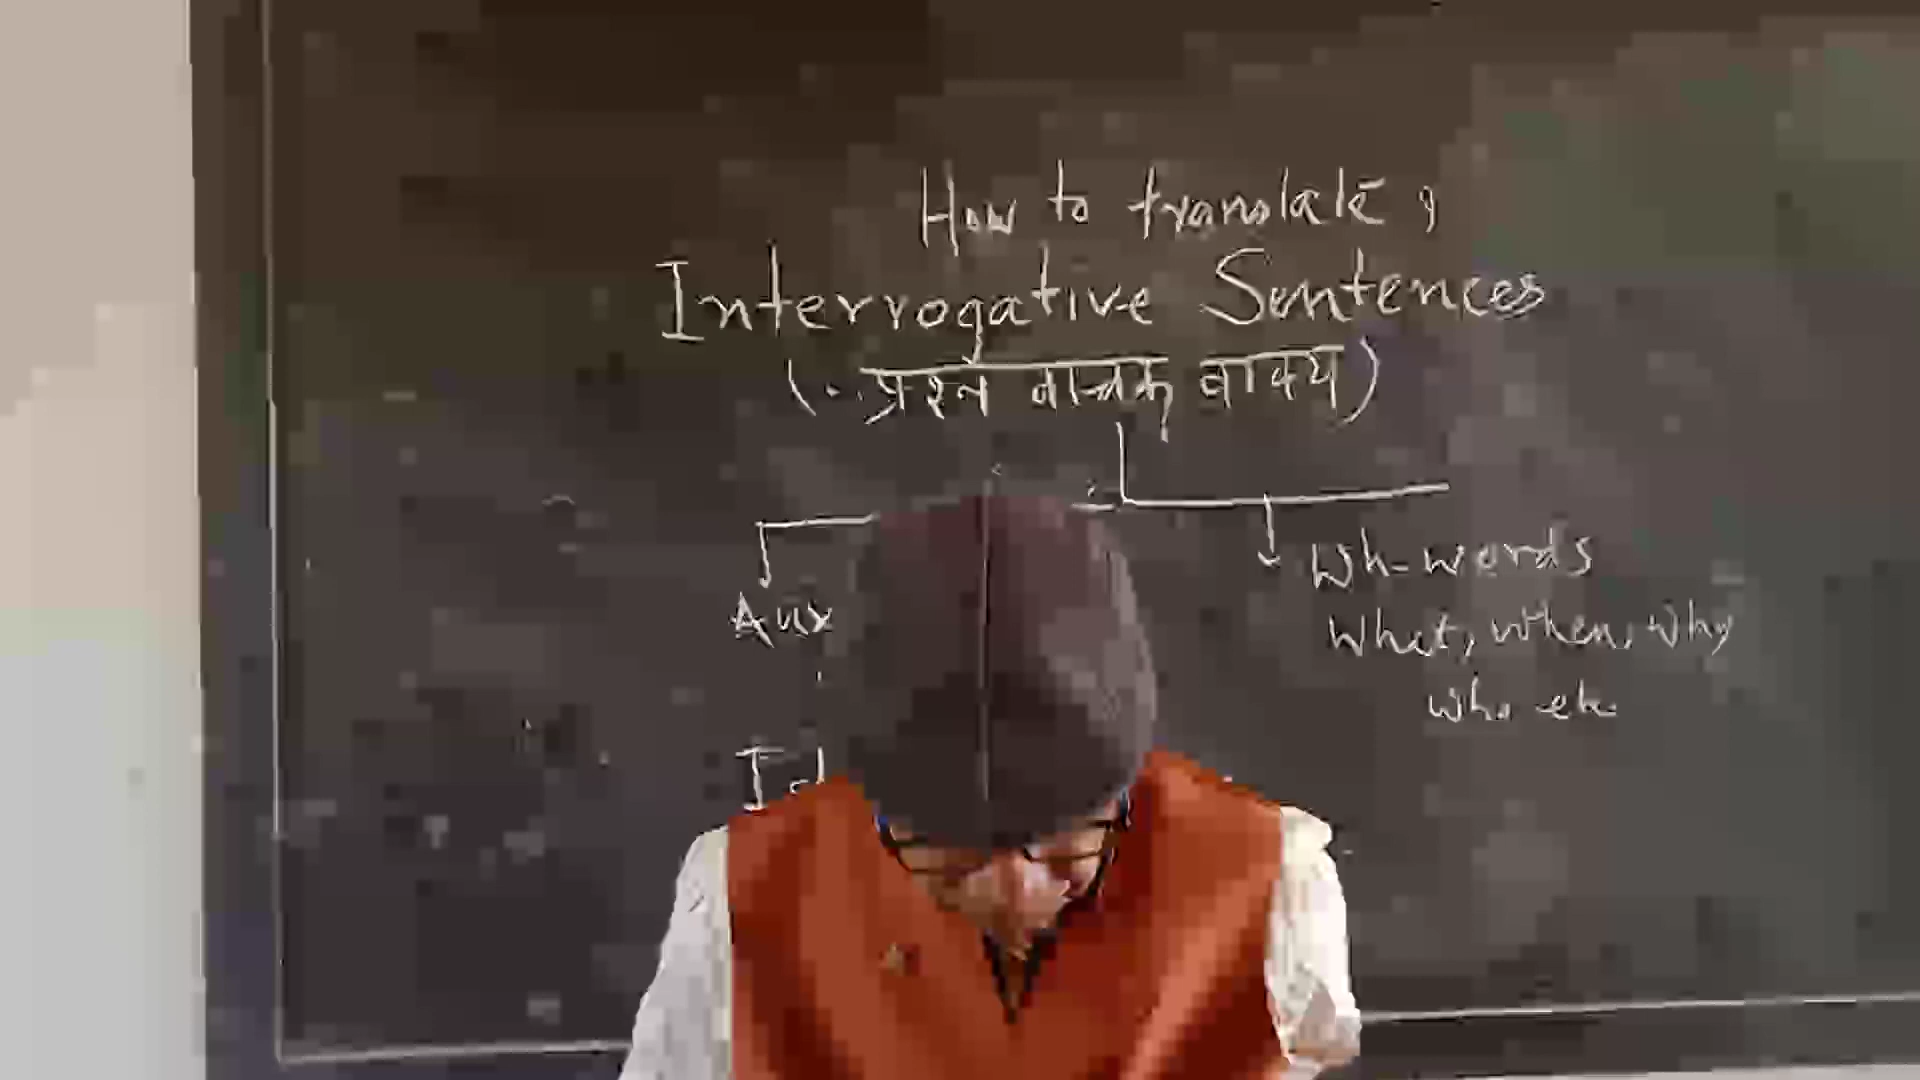 How to translate,
Interrogative Sentences
(प्रश्न वाचक वाक्य)
Aux
Wh-words
What, when, why
who etc